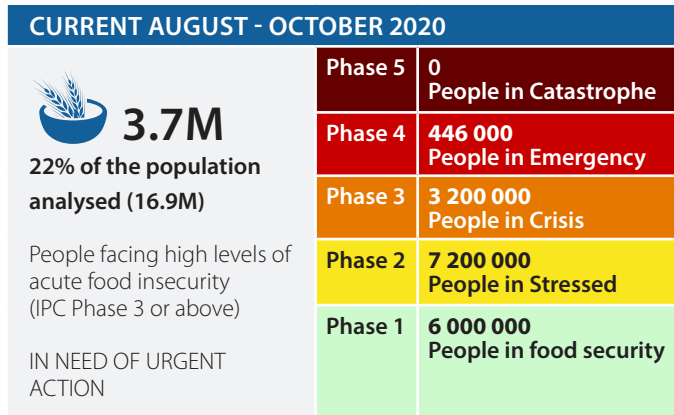 CURRENT AUGUST - OCTOBER 2020
3.7M
22% of the population
analysed (16.9M)
People facing high levels of
acute food insecurity
(IPC Phase 3 or above)
IN NEED OF URGENT
ACTION
Phase 5
0
People in Catastrophe
Phase 4
446 000
People in Emergency
Phase 3
3 200 000
People in Crisis
Phase 2
7 200 000
People in Stressed
Phase 1
6 000 000
People in food security